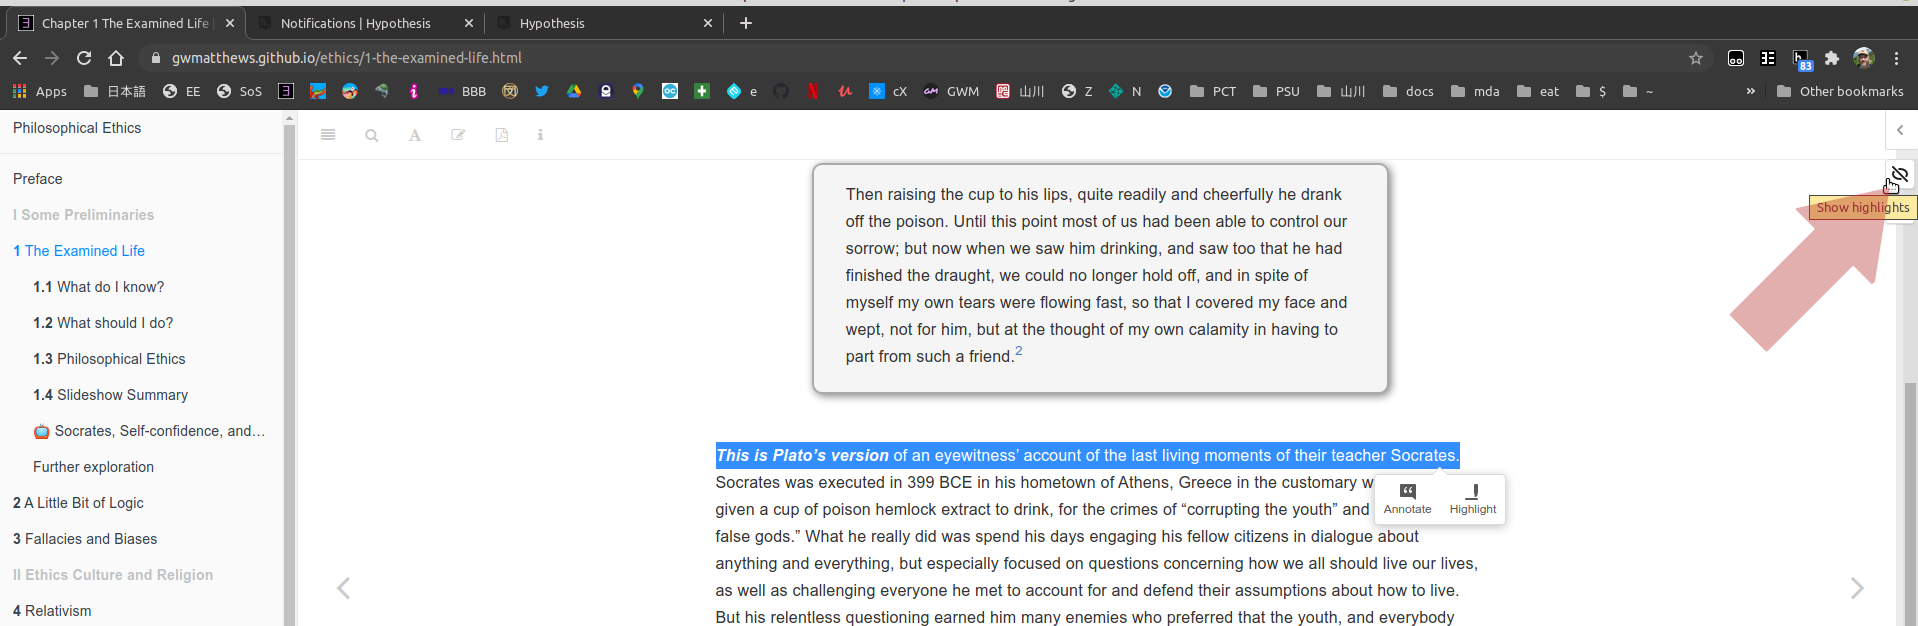 Chapter 1 The Examined Life
Notifications | Hypothesis
Hypothesis
gwmatthews.github.io/ethics/1-the-examined-life.html
83
Apps
日本語
EE
SoS
BBB
e
cX
GWM
山川
Z
N
PCT
PSU
山川
docs
mda
eat
$
~
»
Other bookmarks
Philosophical Ethics
Preface
I Some Preliminaries
1 The Examined Life
1.1 What do I know?
1.2 What should I do?
1.3 Philosophical Ethics
1.4 Slideshow Summary
Socrates, Self-confidence, and…
Further exploration
2 A Little Bit of Logic
3 Fallacies and Biases
II Ethics Culture and Religion
4 Relativism
Show highlights
Then raising the cup to his lips, quite readily and cheerfully he drank
off the poison. Until this point most of us had been able to control our
sorrow; but now when we saw him drinking, and saw too that he had
finished the draught, we could no longer hold off, and in spite of
myself my own tears were flowing fast, so that I covered my face and
wept, not for him, but at the thought of my own calamity in having to
part from such a friend.2
This is Plato’s version of an eyewitness’ account of the last living moments of their teacher Socrates.
Socrates was executed in 399 BCE in his hometown of Athens, Greece in the customary w
given a cup of poison hemlock extract to drink, for the crimes of “corrupting the youth” and
false gods.” What he really did was spend his days engaging his fellow citizens in dialogue about
anything and everything, but especially focused on questions concerning how we all should live our lives,
as well as challenging everyone he met to account for and defend their assumptions about how to live.
But his relentless questioning earned him many enemies who preferred that the youth, and everybody
Annotate
Highlight